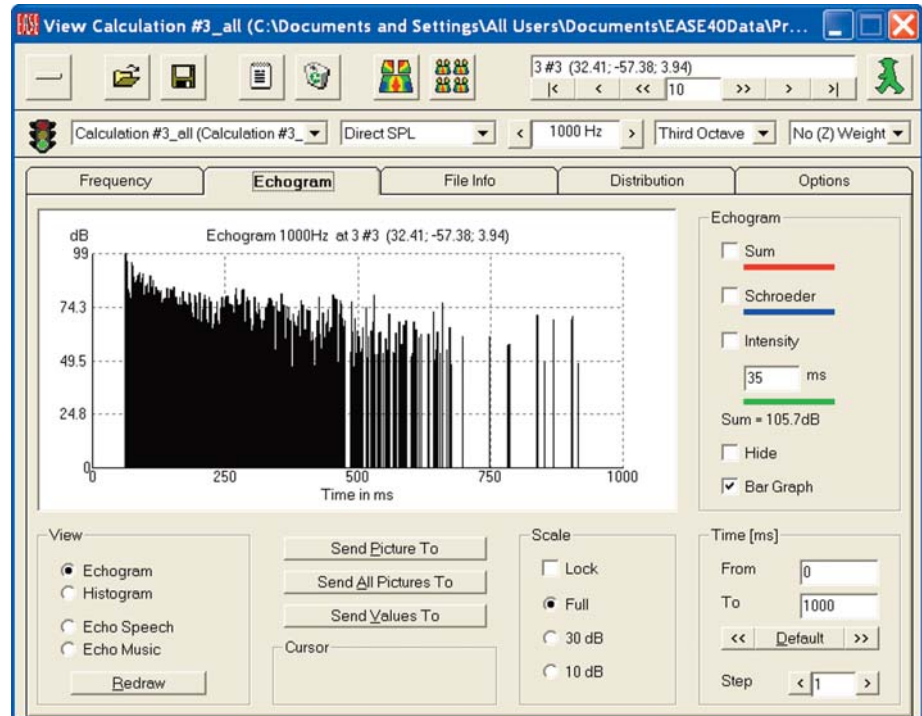 EASE View Calculation #3_all (C:\Documents and Settings\All Users\Documents\EASE40Data\Pr...
3 #3 (32.41; -57.38; 3.94)
|< < << 10 >> > >|
Calculation #3_all (Calculation #3_
Direct SPL
< 1000 Hz >
Third Octave
No (Z) Weight
Frequency
Echogram
File Info
Distribution
Options
dB
Echogram 1000Hz at 3 #3 (32.41; -57.38; 3.94)
99
74.3
49.5
24.8
0
0 250 500 750 1000
Time in ms
Echogram
Sum
Schroeder
Intensity
35 ms
Sum = 105.7dB
Hide
Bar Graph
View
Echogram
Histogram
Echo Speech
Echo Music
Redraw
Send Picture To
Send All Pictures To
Send Values To
Cursor
Scale
Lock
Full
30 dB
10 dB
Time [ms]
From 0
To 1000
<< Default >>
Step < 1 >